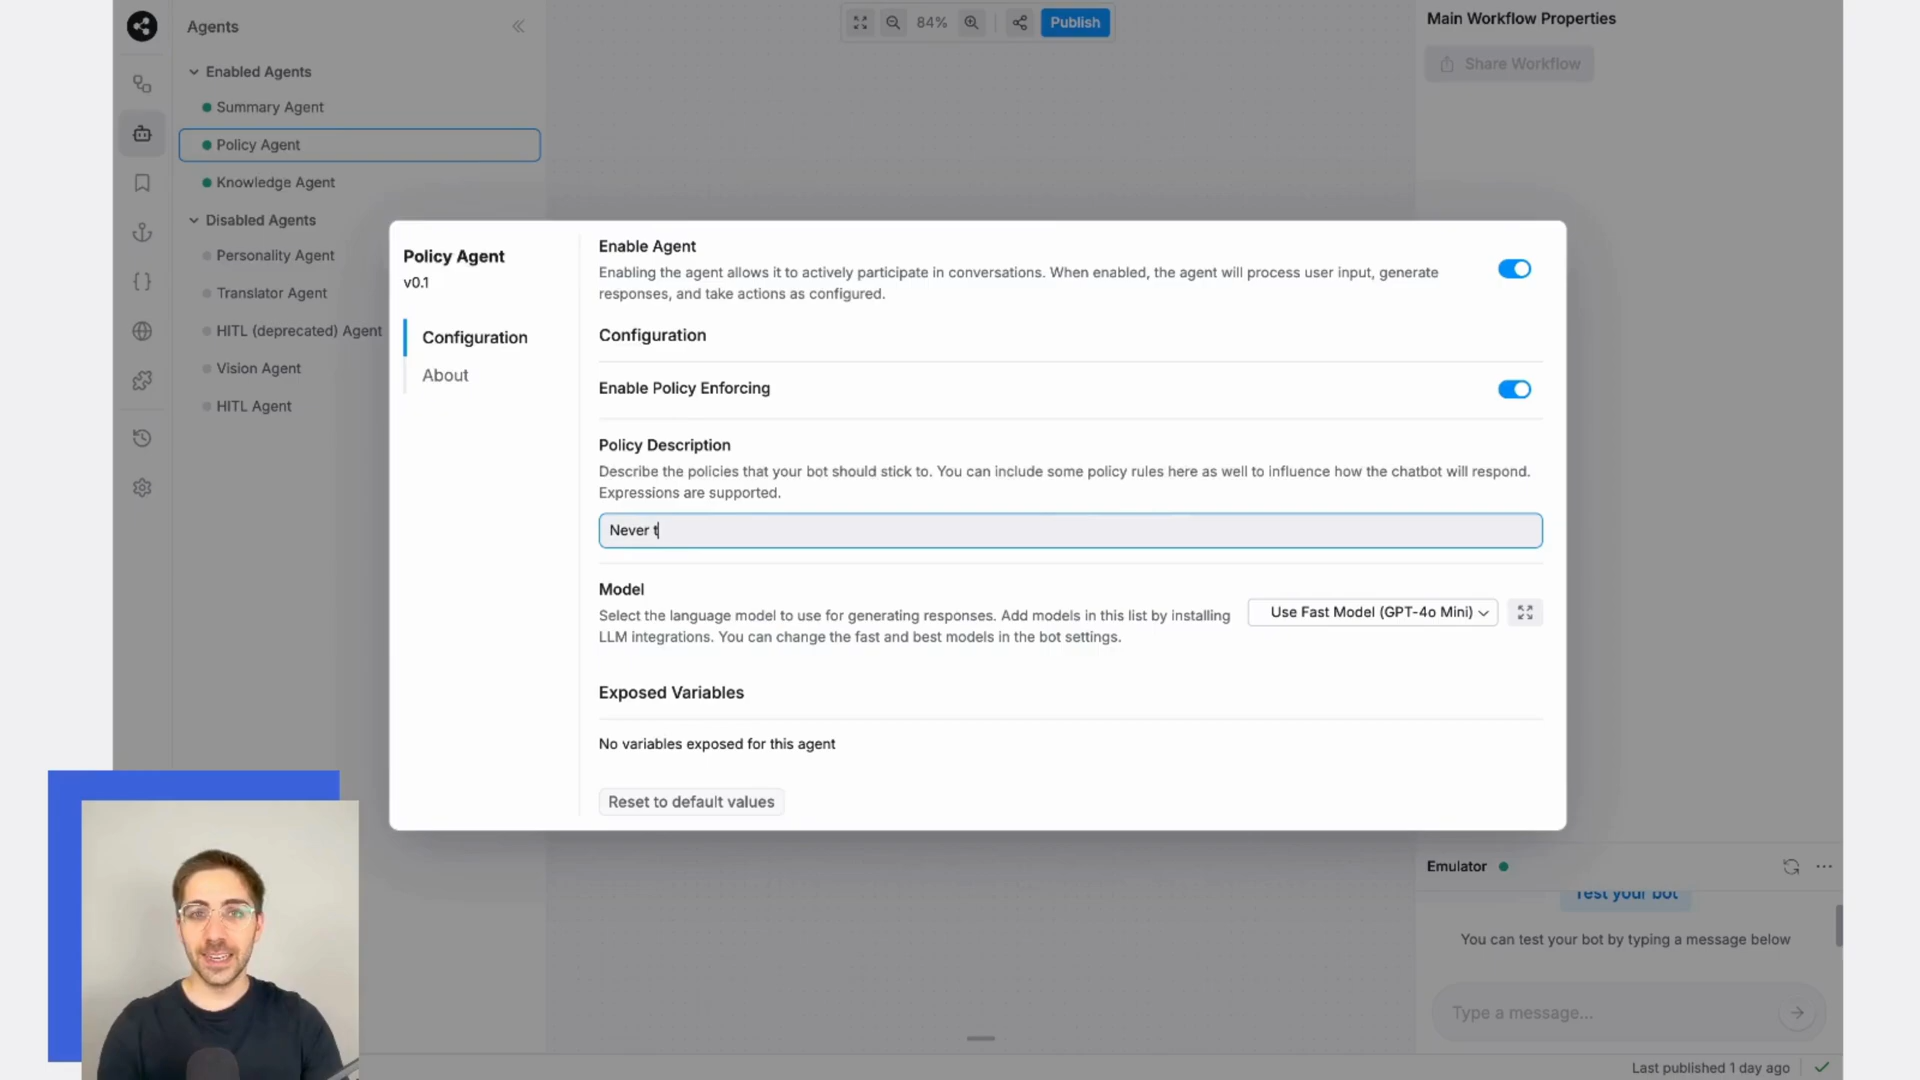 Agents
Enabled Agents
Summary Agent
Policy Agent
Knowledge Agent
Disabled Agents
Personality Agent
Translator Agent
HITL (deprecated) Agent
Vision Agent
HITL Agent
84%
Publish
Main Workflow Properties
Share Workflow
Policy Agent
v0.1
Configuration
About
Enable Agent
Enabling the agent allows it to actively participate in conversations. When enabled, the agent will process user input, generate
responses, and take actions as configured.
Configuration
Enable Policy Enforcing
Policy Description
Describe the policies that your bot should stick to. You can include some policy rules here as well to influence how the chatbot will respond.
Expressions are supported.
Never t
Model
Select the language model to use for generating responses. Add models in this list by installing
LLM integrations. You can change the fast and best models in the bot settings.
Use Fast Model (GPT-4o Mini)
Exposed Variables
No variables exposed for this agent
Reset to default values
Emulator
Test your bot
You can test your bot by typing a message below
Type a message...
Last published 1 day ago